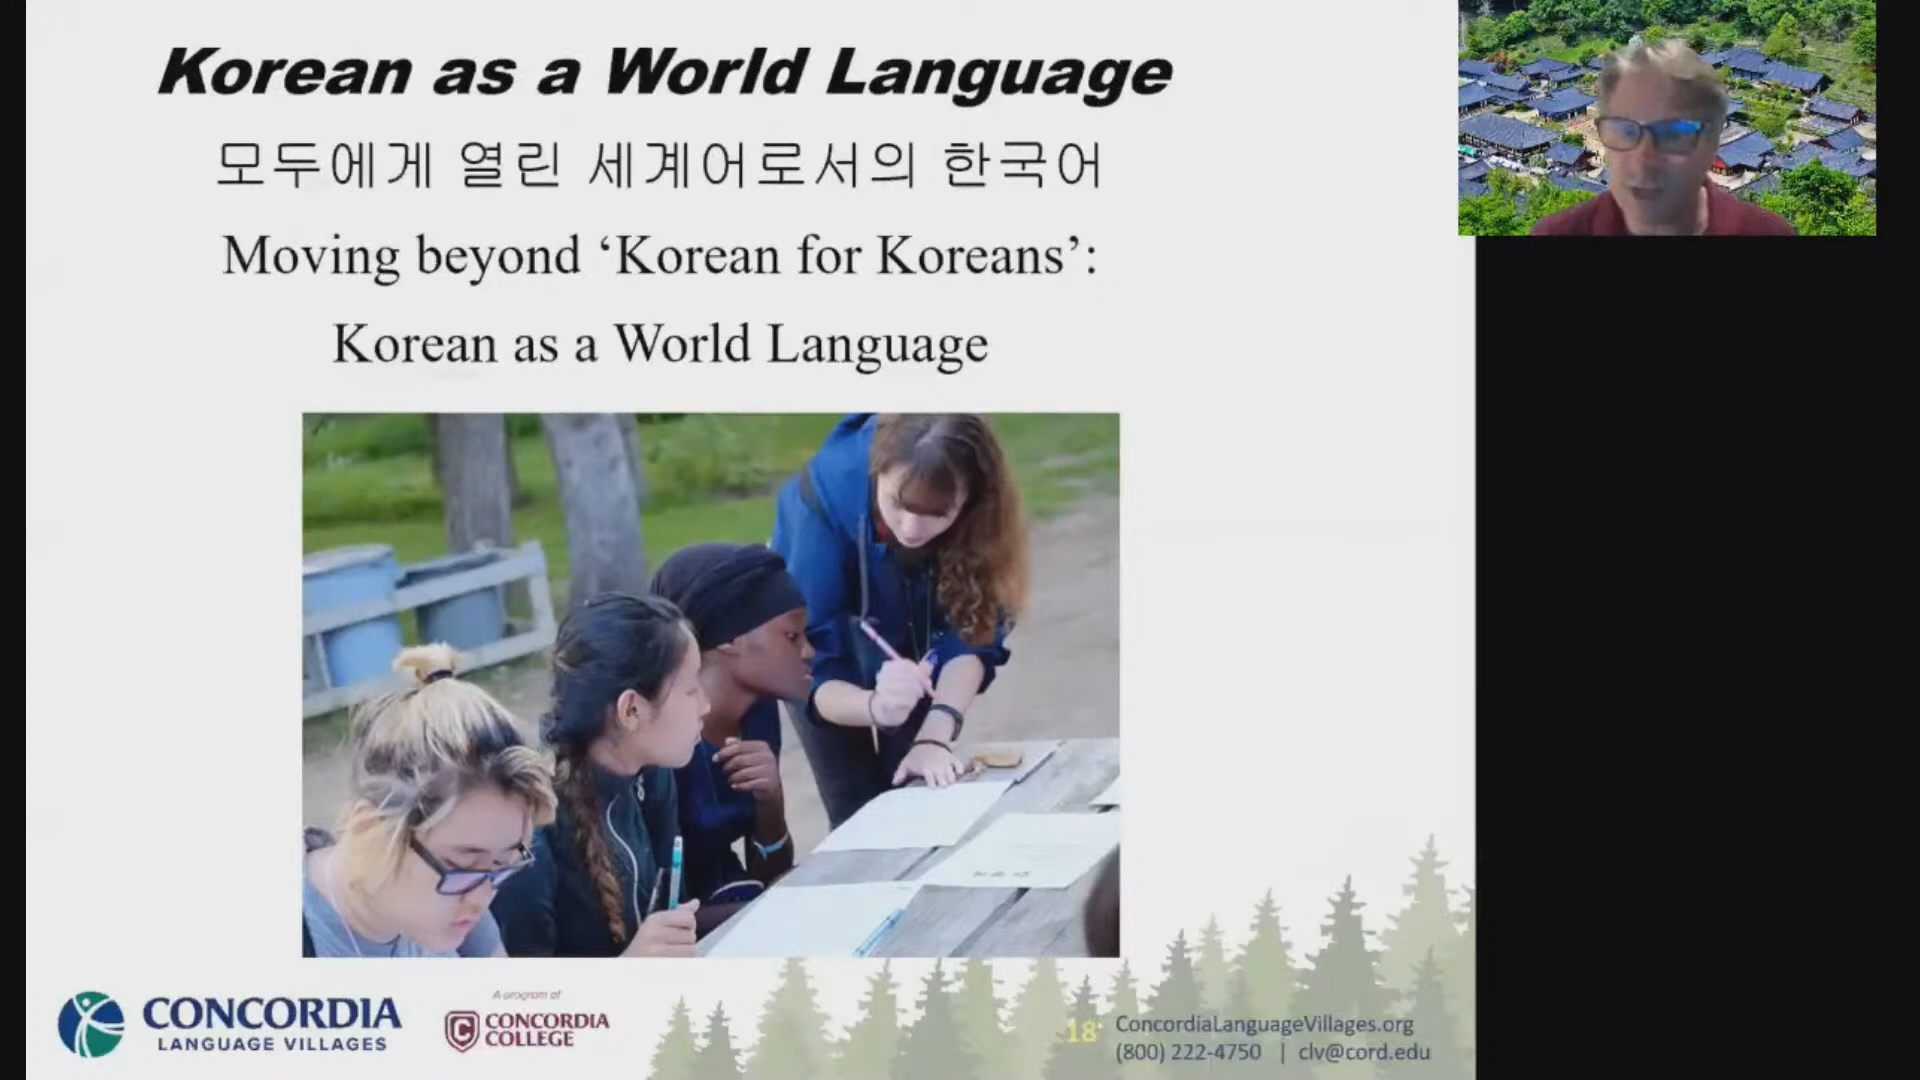 Korean as a World Language
모두에게 열린 세계어로서의 한국어
Moving beyond ‘Korean for Koreans’:
Korean as a World Language
CONCORDIA
LANGUAGE VILLAGES
A program of
CONCORDIA
COLLEGE
18
ConcordiaLanguageVillages.org
(800) 222-4750 | clv@cord.edu